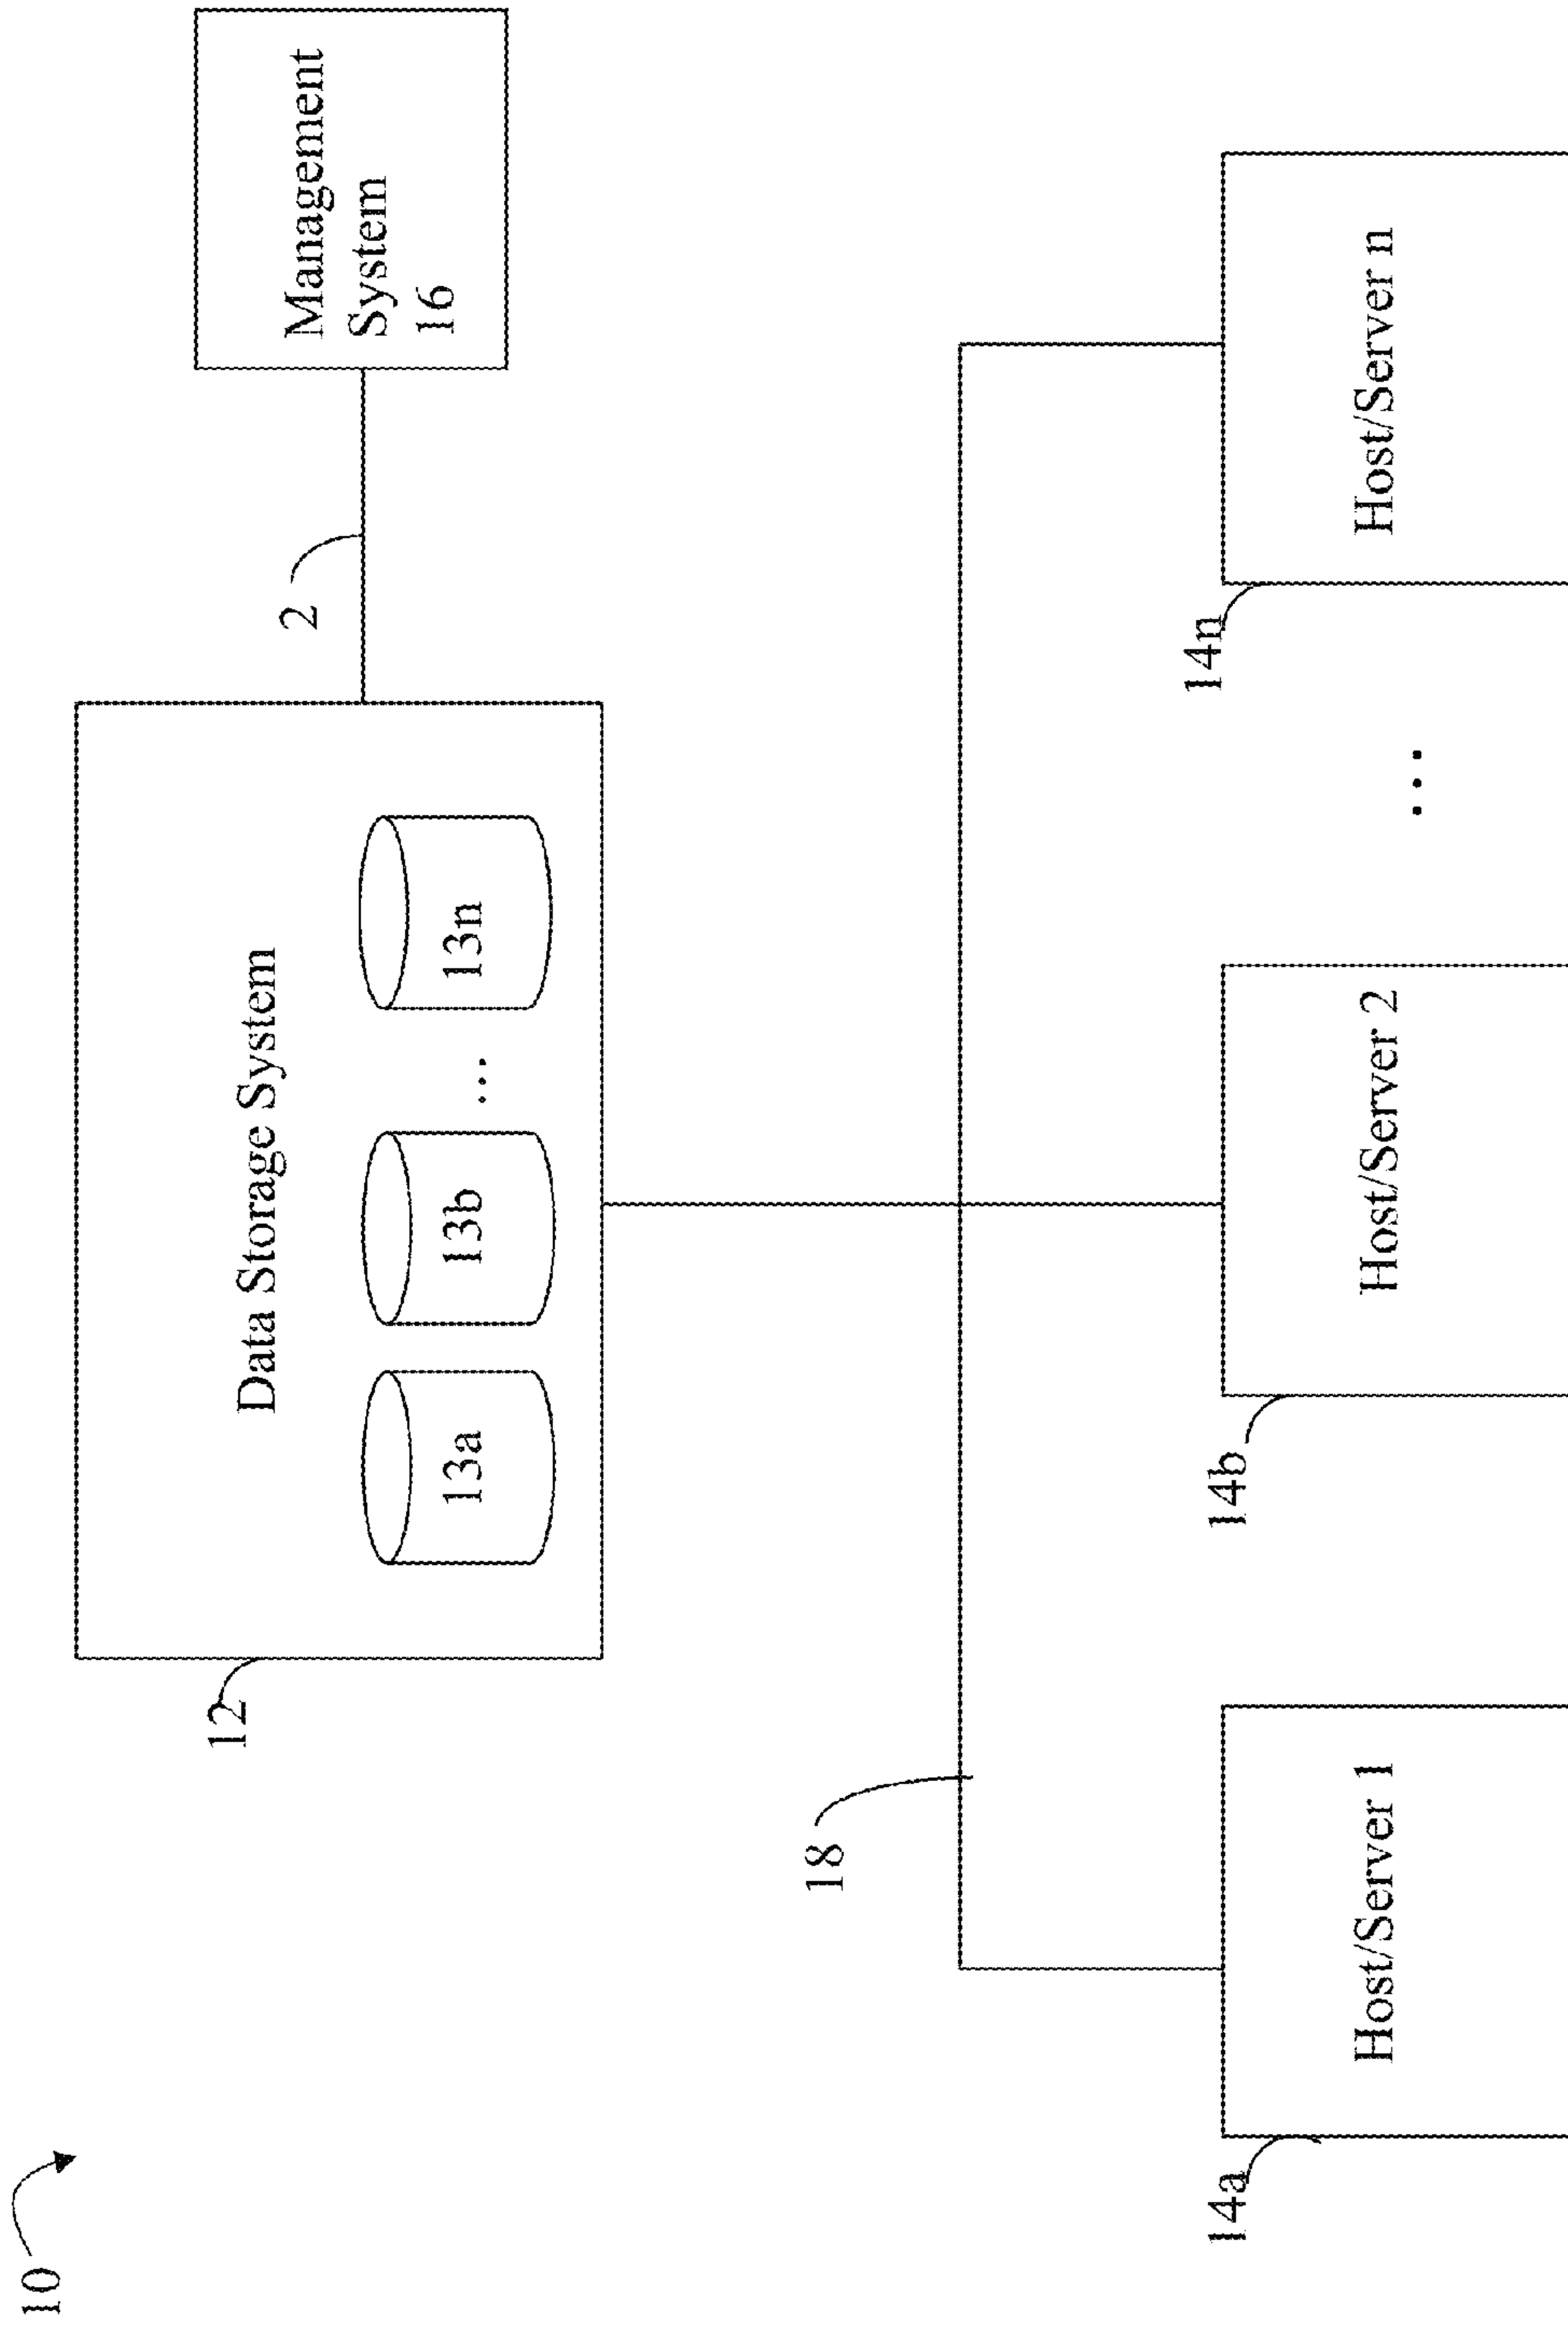 10
12
Data Storage System
13a
13b
...
13n
2
Management
System
16
18
14a
Host/Server 1
14b
Host/Server 2
...
14n
Host/Server n